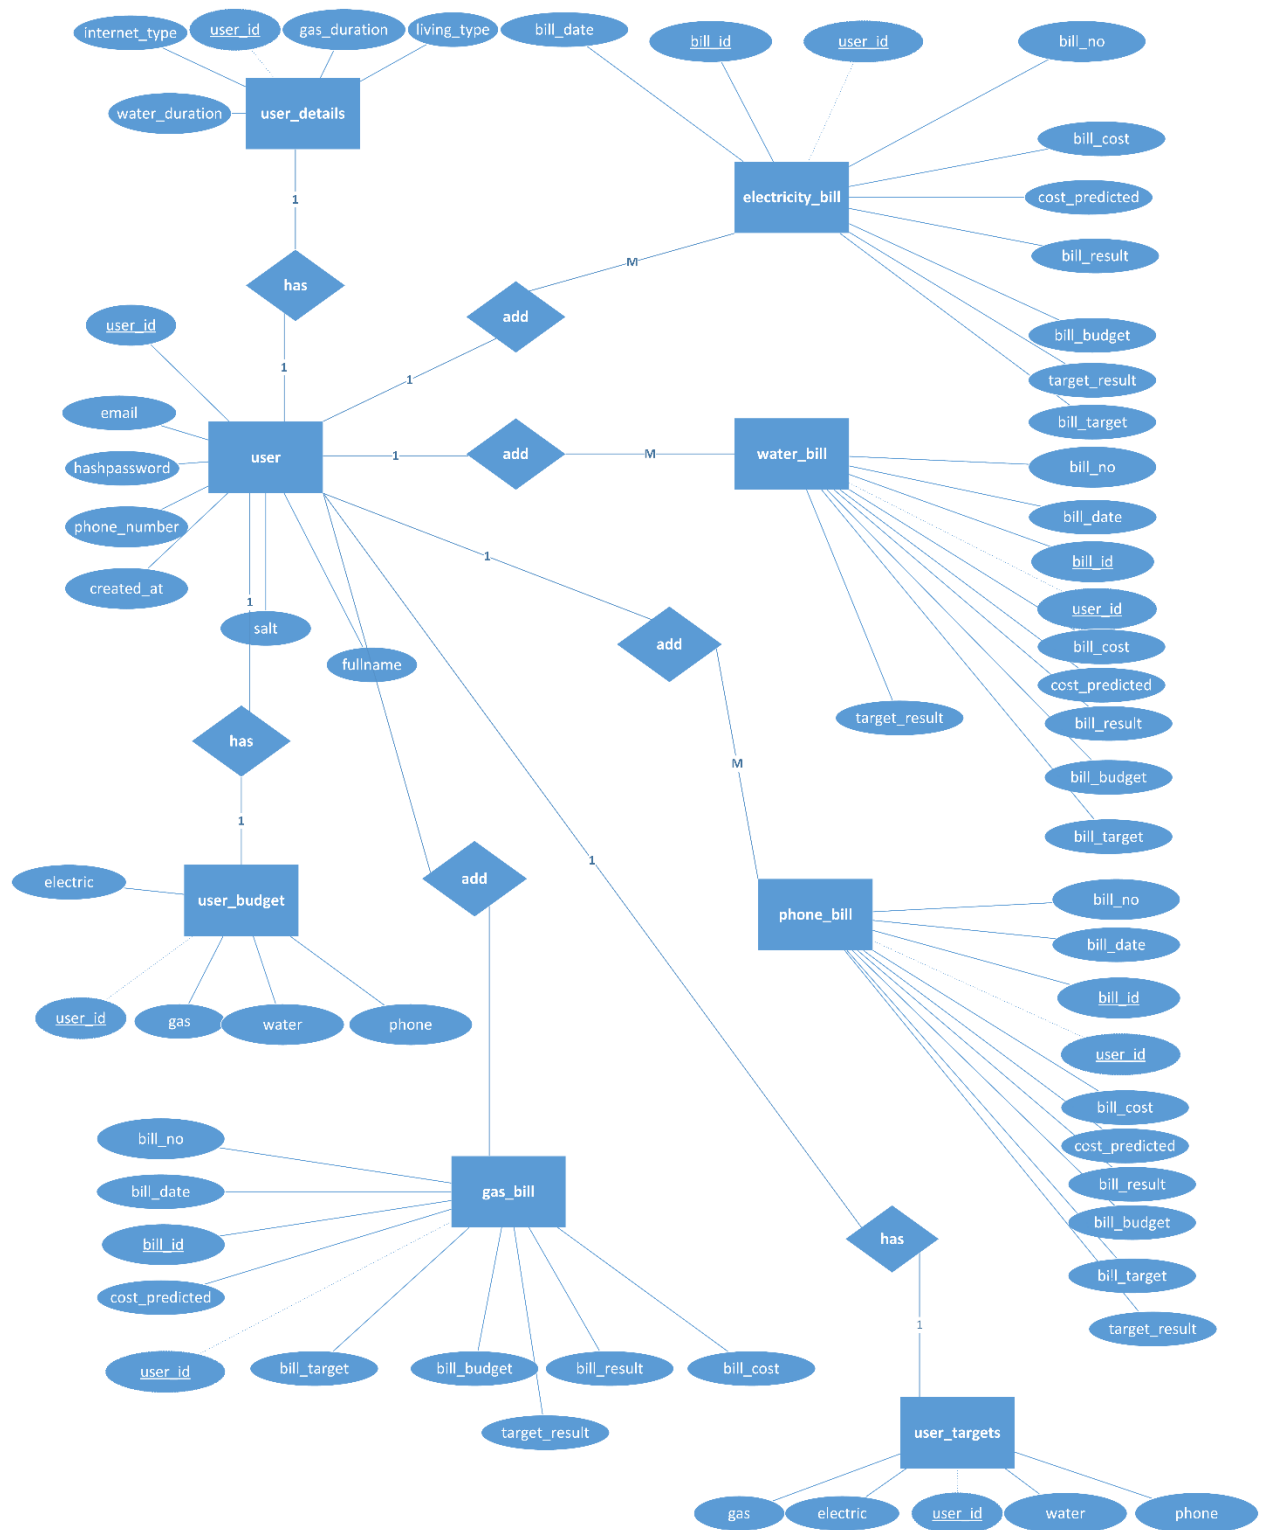 internet_type
user_id
gas_duration
living_type
bill_date
bill_id
user_id
bill_no
water_duration
user_details
bill_cost
electricity_bill
cost_predicted
1
bill_result
M
has
add
user_id
bill_budget
1
1
target_result
email
bill_target
user
1
add
M
water_bill
hashpassword
bill_no
phone_number
bill_date
1
bill_id
created_at
1
salt
user_id
add
bill_cost
fullname
cost_predicted
target_result
bill_result
has
M
bill_budget
1
bill_target
1
electric
add
user_budget
phone_bill
bill_no
bill_date
user_id
gas
water
phone
bill_id
user_id
bill_cost
bill_no
cost_predicted
bill_date
gas_bill
bill_result
bill_id
has
bill_budget
cost_predicted
bill_target
1
target_result
user_id
bill_target
bill_budget
bill_result
bill_cost
target_result
user_targets
gas
electric
user_id
water
phone